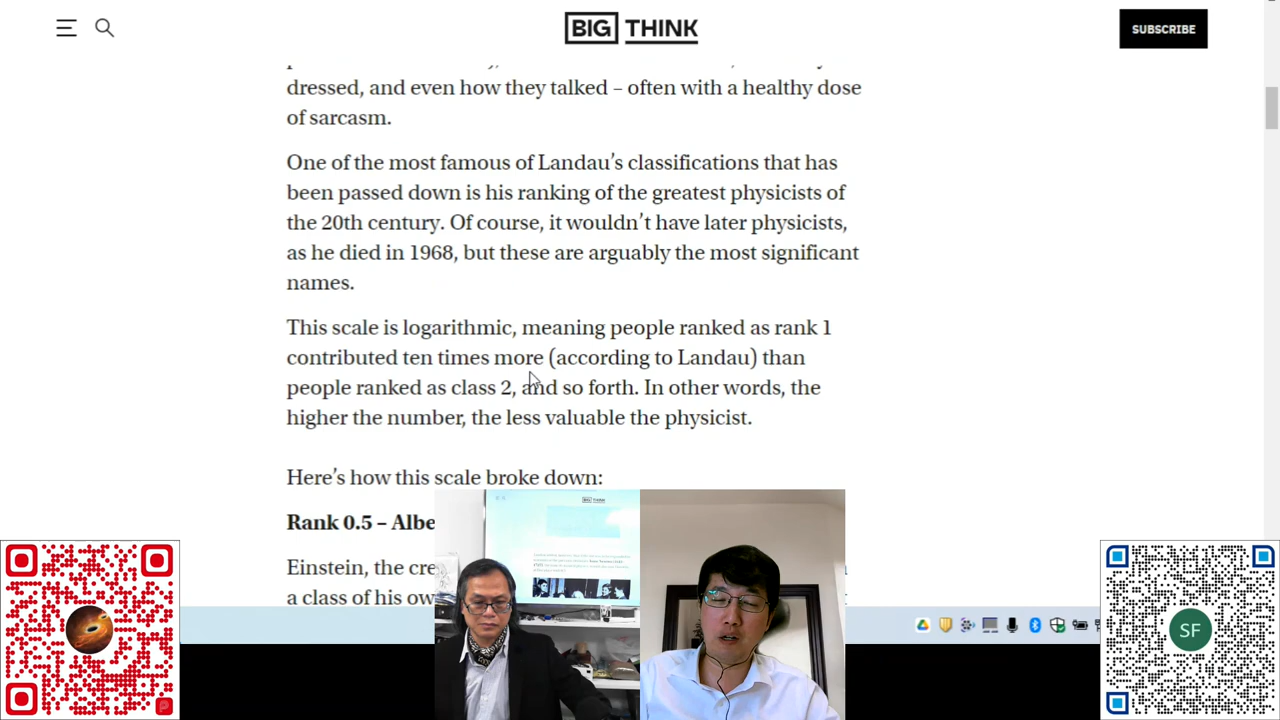 BIG THINK
SUBSCRIBE
dressed, and even how they talked – often with a healthy dose
of sarcasm.
One of the most famous of Landau’s classifications that has
been passed down is his ranking of the greatest physicists of
the 20th century. Of course, it wouldn’t have later physicists,
as he died in 1968, but these are arguably the most significant
names.
This scale is logarithmic, meaning people ranked as rank 1
contributed ten times more (according to Landau) than
people ranked as class 2, and so forth. In other words, the
higher the number, the less valuable the physicist.
Here’s how this scale broke down:
Rank 0.5 – Albe
Einstein, the cre
a class of his ow
BIG THINK
SF